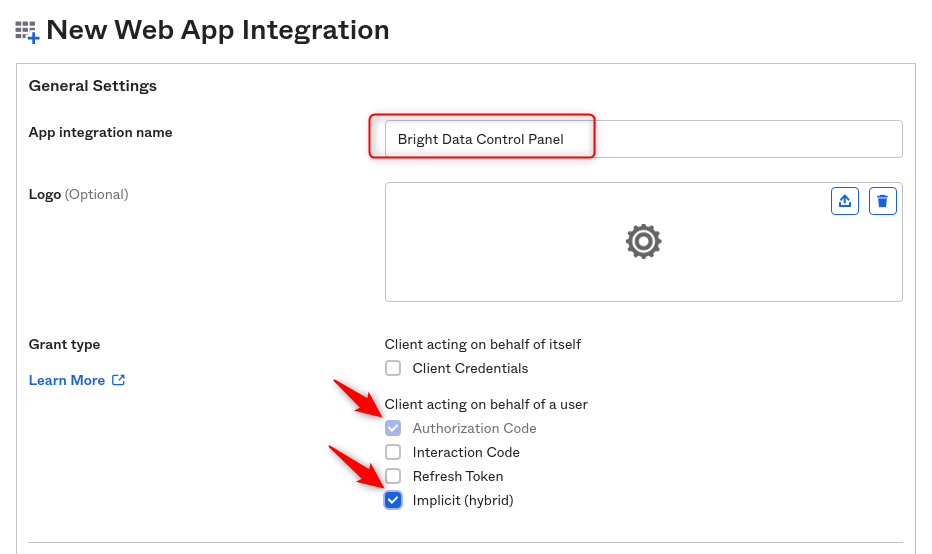 New Web App Integration
General Settings
App integration name
Bright Data Control Panel
Logo (Optional)
Grant type
Client acting on behalf of itself
Client Credentials
Learn More
Client acting on behalf of a user
Authorization Code
Interaction Code
Refresh Token
Implicit (hybrid)